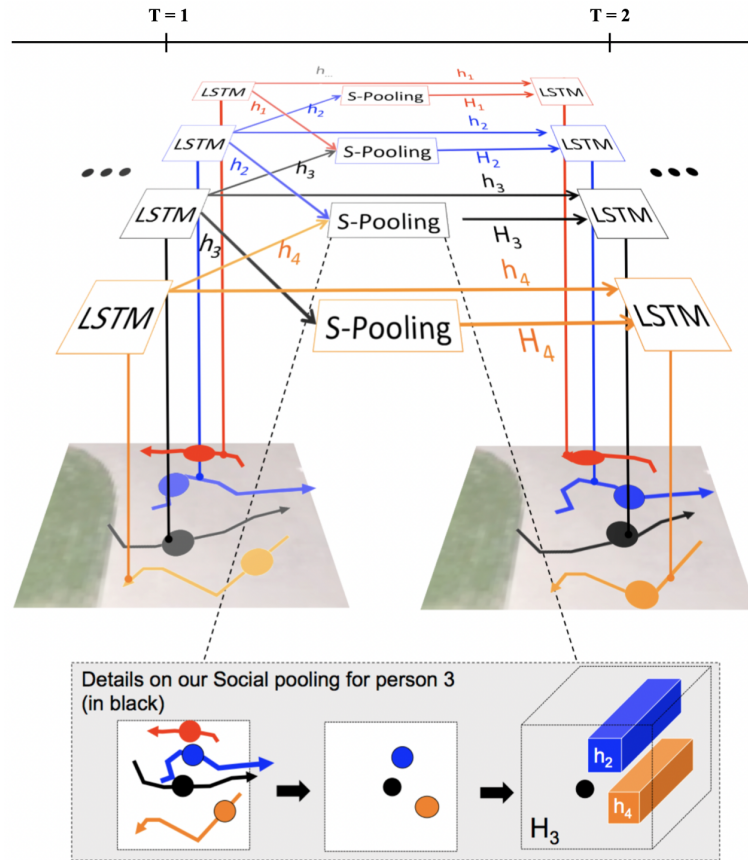 T = 1
T = 2
h...
h₁
LSTM
h₁
h₂
S-Pooling
H₁
LSTM
h₂
LSTM
h₂
h₃
S-Pooling
H₂
LSTM
h₃
LSTM
h₃
h₄
S-Pooling
H₃
LSTM
h₄
LSTM
S-Pooling
H₄
LSTM
Details on our Social pooling for person 3
(in black)
h₂
h₄
H₃